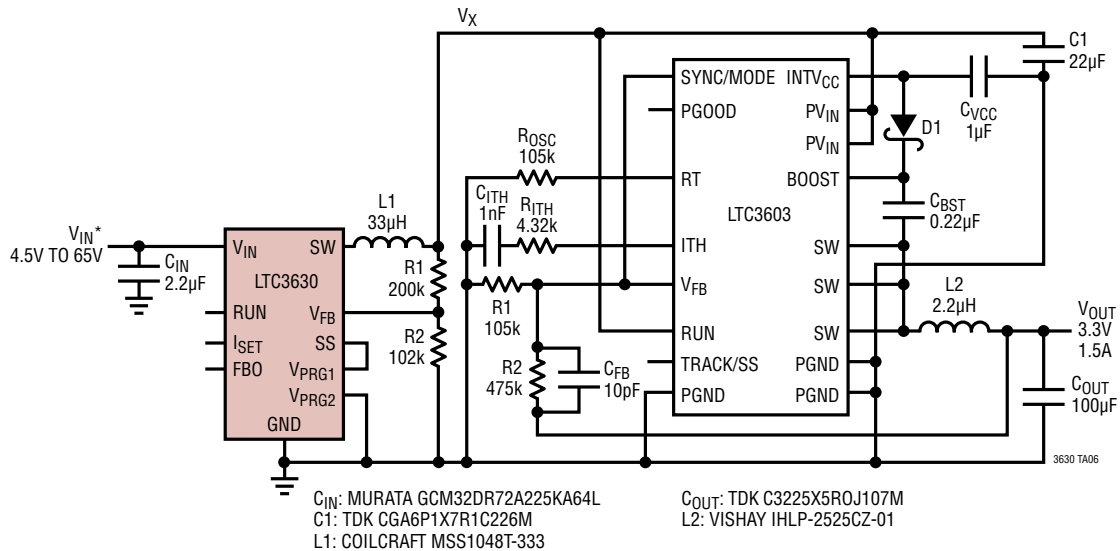 VX
C1
22µF
SYNC/MODE
INTVCC
PGOOD
PVIN
CVCC
1µF
D1
PVIN
ROSC
105k
RT
BOOST
CITH
1nF
RITH
4.32k
LTC3603
CBST
0.22µF
L1
33µH
VIN*
4.5V TO 65V
VIN
SW
ITH
SW
CIN
2.2µF
LTC3630
R1
200k
R1
105k
VFB
SW
L2
2.2µH
RUN
VFB
RUN
SW
VOUT
3.3V
1.5A
ISET
SS
R2
102k
R2
475k
CFB
10pF
TRACK/SS
PGND
FBO
VPRG1
PGND
PGND
COUT
100µF
VPRG2
GND
3630 TA06
CIN: MURATA GCM32DR72A225KA64L
C1: TDK CGA6P1X7R1C226M
L1: COILCRAFT MSS1048T-333
COUT: TDK C3225X5ROJ107M
L2: VISHAY IHLP-2525CZ-01